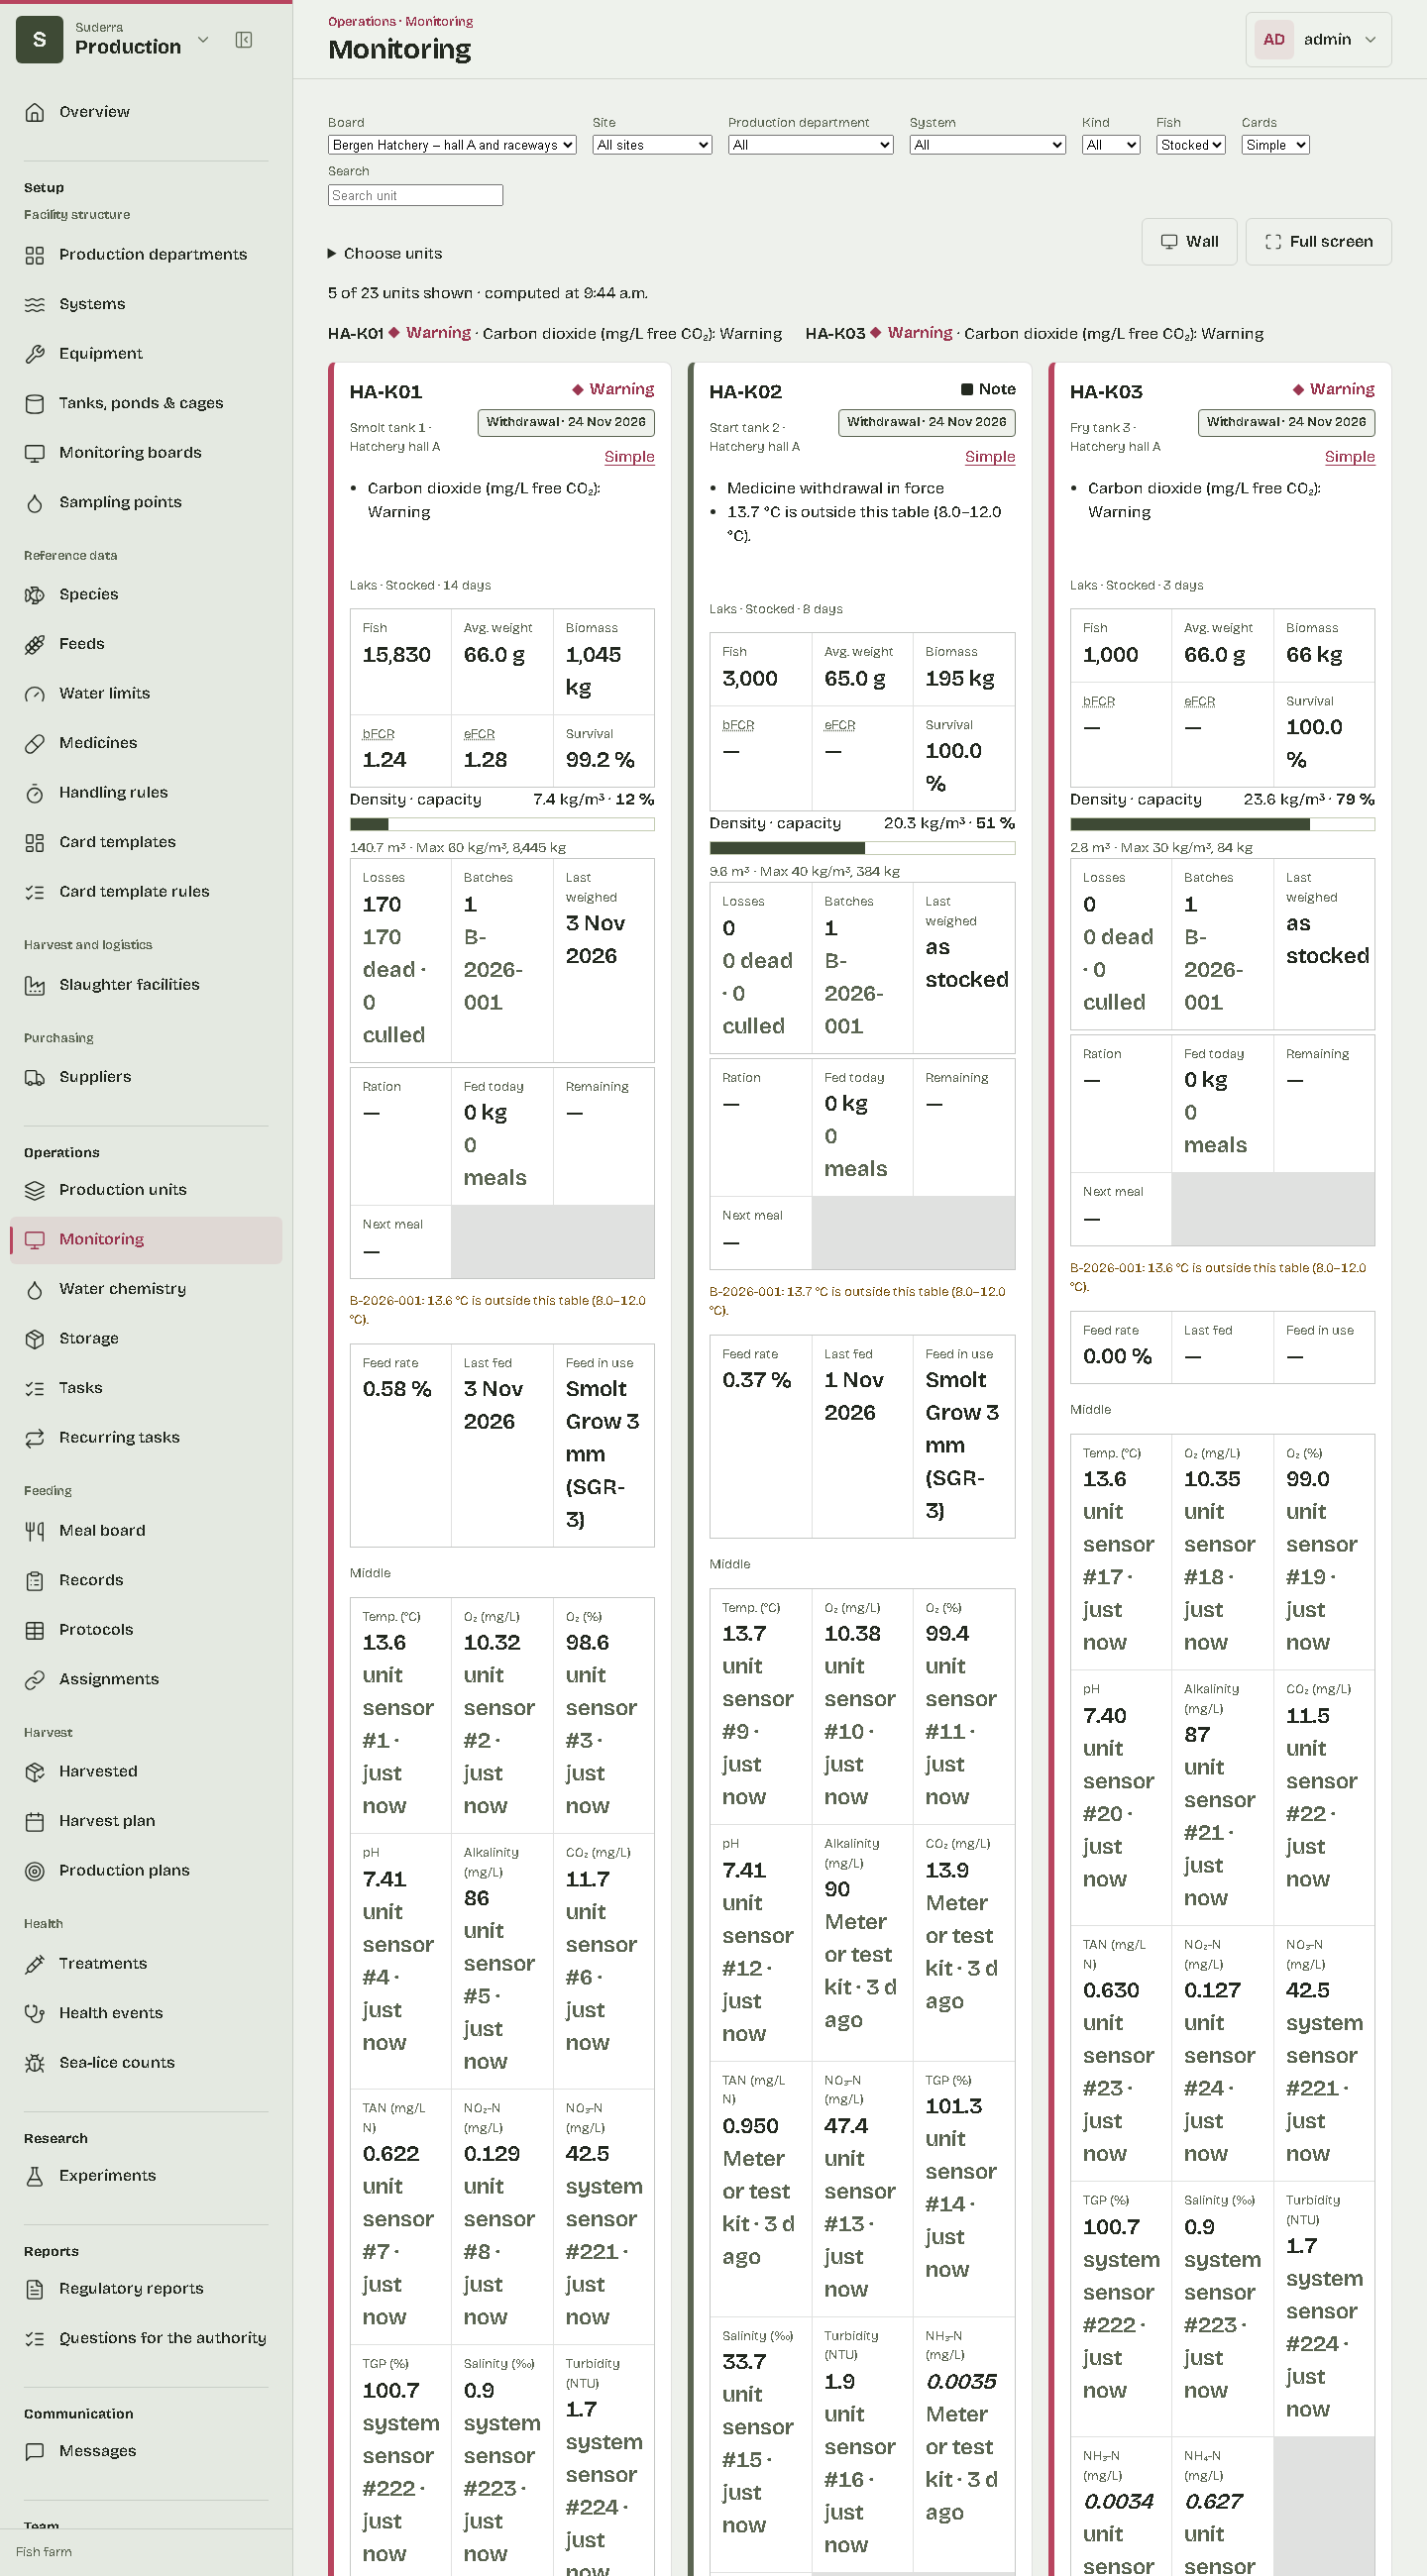 S
Suderra
Production
Overview
Setup
Facility structure
Production departments
Systems
Equipment
Tanks, ponds & cages
Monitoring boards
Sampling points
Reference data
Species
Feeds
Water limits
Medicines
Handling rules
Card templates
Card template rules
Harvest and logistics
Slaughter facilities
Purchasing
Suppliers
Operations
Production units
Monitoring
Water chemistry
Storage
Tasks
Recurring tasks
Feeding
Meal board
Records
Protocols
Assignments
Harvest
Harvested
Harvest plan
Production plans
Health
Treatments
Health events
Sea-lice counts
Research
Experiments
Reports
Regulatory reports
Questions for the authority
Communication
Messages
Team
Fish farm
Operations · Monitoring
Monitoring
AD admin
Board Site Production department System Kind Fish Cards
Bergen Hatchery – hall A and raceways All sites All All All Stocked Simple
Search
Search unit
Choose units
Wall Full screen
5 of 23 units shown · computed at 9:44 a.m.
HA-K01 ◆ Warning · Carbon dioxide (mg/L free CO₂): Warning HA-K03 ◆ Warning · Carbon dioxide (mg/L free CO₂): Warning
HA-K01 ◆ Warning
Withdrawal · 24 Nov 2026
Smolt tank 1 ·
Hatchery hall A
Simple
• Carbon dioxide (mg/L free CO₂):
Warning
Laks · Stocked · 14 days
Fish Avg. weight Biomass
15,830 66.0 g 1,045
kg
bFCR eFCR Survival
1.24 1.28 99.2 %
Density · capacity 7.4 kg/m³ · 12 %
140.7 m³ · Max 60 kg/m³, 8,445 kg
Losses Batches Last
weighed
170 1 3 Nov
170 B- 2026
dead · 2026-
0 001
culled
Ration Fed today Remaining
— 0 kg —
0
meals
Next meal
—
B-2026-001: 13.6 °C is outside this table (8.0–12.0
°C).
Feed rate Last fed Feed in use
0.58 % 3 Nov Smolt
2026 Grow 3
mm
(SGR-
3)
Middle
Temp. (°C) O₂ (mg/L) O₂ (%)
13.6 10.32 98.6
unit unit unit
sensor sensor sensor
#1 · #2 · #3 ·
just just just
now now now
pH Alkalinity (mg/L) CO₂ (mg/L)
7.41 86 11.7
unit unit unit
sensor sensor sensor
#4 · #5 · #6 ·
just just just
now now now
TAN (mg/L N) NO₂-N (mg/L) NO₃-N (mg/L)
0.622 0.129 42.5
unit unit system
sensor sensor sensor
#7 · #8 · #221 ·
just just just
now now now
TGP (%) Salinity (‰) Turbidity (NTU)
100.7 0.9 1.7
system system system
sensor sensor sensor
#222 · #223 · #224 ·
just just just
now now now
HA-K02 ■ Note
Withdrawal · 24 Nov 2026
Start tank 2 ·
Hatchery hall A
Simple
• Medicine withdrawal in force
• 13.7 °C is outside this table (8.0–12.0
°C).
Laks · Stocked · 8 days
Fish Avg. weight Biomass
3,000 65.0 g 195 kg
bFCR eFCR Survival
— — 100.0
%
Density · capacity 20.3 kg/m³ · 51 %
9.6 m³ · Max 40 kg/m³, 384 kg
Losses Batches Last
weighed
0 1 as
0 dead B- stocked
· 0 2026-
culled 001
Ration Fed today Remaining
— 0 kg —
0
meals
Next meal
—
B-2026-001: 13.7 °C is outside this table (8.0–12.0
°C).
Feed rate Last fed Feed in use
0.37 % 1 Nov Smolt
2026 Grow 3
mm
(SGR-
3)
Middle
Temp. (°C) O₂ (mg/L) O₂ (%)
13.7 10.38 99.4
unit unit unit
sensor sensor sensor
#9 · #10 · #11 ·
just just just
now now now
pH Alkalinity (mg/L) CO₂ (mg/L)
7.41 90 13.9
unit Meter Meter
sensor or test or test
#12 · kit · 3 d kit · 3 d
just ago ago
now
TAN (mg/L N) NO₃-N (mg/L) TGP (%)
0.950 47.4 101.3
Meter unit unit
or test sensor sensor
kit · 3 d #13 · #14 ·
ago just just
now now
Salinity (‰) Turbidity (NTU) NH₃-N (mg/L)
33.7 1.9 0.0035
unit unit Meter
sensor sensor or test
#15 · #16 · kit · 3 d
just just ago
now now
HA-K03 ◆ Warning
Withdrawal · 24 Nov 2026
Fry tank 3 ·
Hatchery hall A
Simple
• Carbon dioxide (mg/L free CO₂):
Warning
Laks · Stocked · 3 days
Fish Avg. weight Biomass
1,000 66.0 g 66 kg
bFCR eFCR Survival
— — 100.0
%
Density · capacity 23.6 kg/m³ · 79 %
2.8 m³ · Max 30 kg/m³, 84 kg
Losses Batches Last
weighed
0 1 as
0 dead B- stocked
· 0 2026-
culled 001
Ration Fed today Remaining
— 0 kg —
0
meals
Next meal
—
B-2026-001: 13.6 °C is outside this table (8.0–12.0
°C).
Feed rate Last fed Feed in use
0.00 % — —
Middle
Temp. (°C) O₂ (mg/L) O₂ (%)
13.6 10.35 99.0
unit unit unit
sensor sensor sensor
#17 · #18 · #19 ·
just just just
now now now
pH Alkalinity (mg/L) CO₂ (mg/L)
7.40 87 11.5
unit unit unit
sensor sensor sensor
#20 · #21 · #22 ·
just just just
now now now
TAN (mg/L N) NO₂-N (mg/L) NO₃-N (mg/L)
0.630 0.127 42.5
unit unit system
sensor sensor sensor
#23 · #24 · #221 ·
just just just
now now now
TGP (%) Salinity (‰) Turbidity (NTU)
100.7 0.9 1.7
system system system
sensor sensor sensor
#222 · #223 · #224 ·
just just just
now now now
NH₃-N (mg/L) NH₄-N (mg/L)
0.0034 0.627
unit unit
sensor sensor